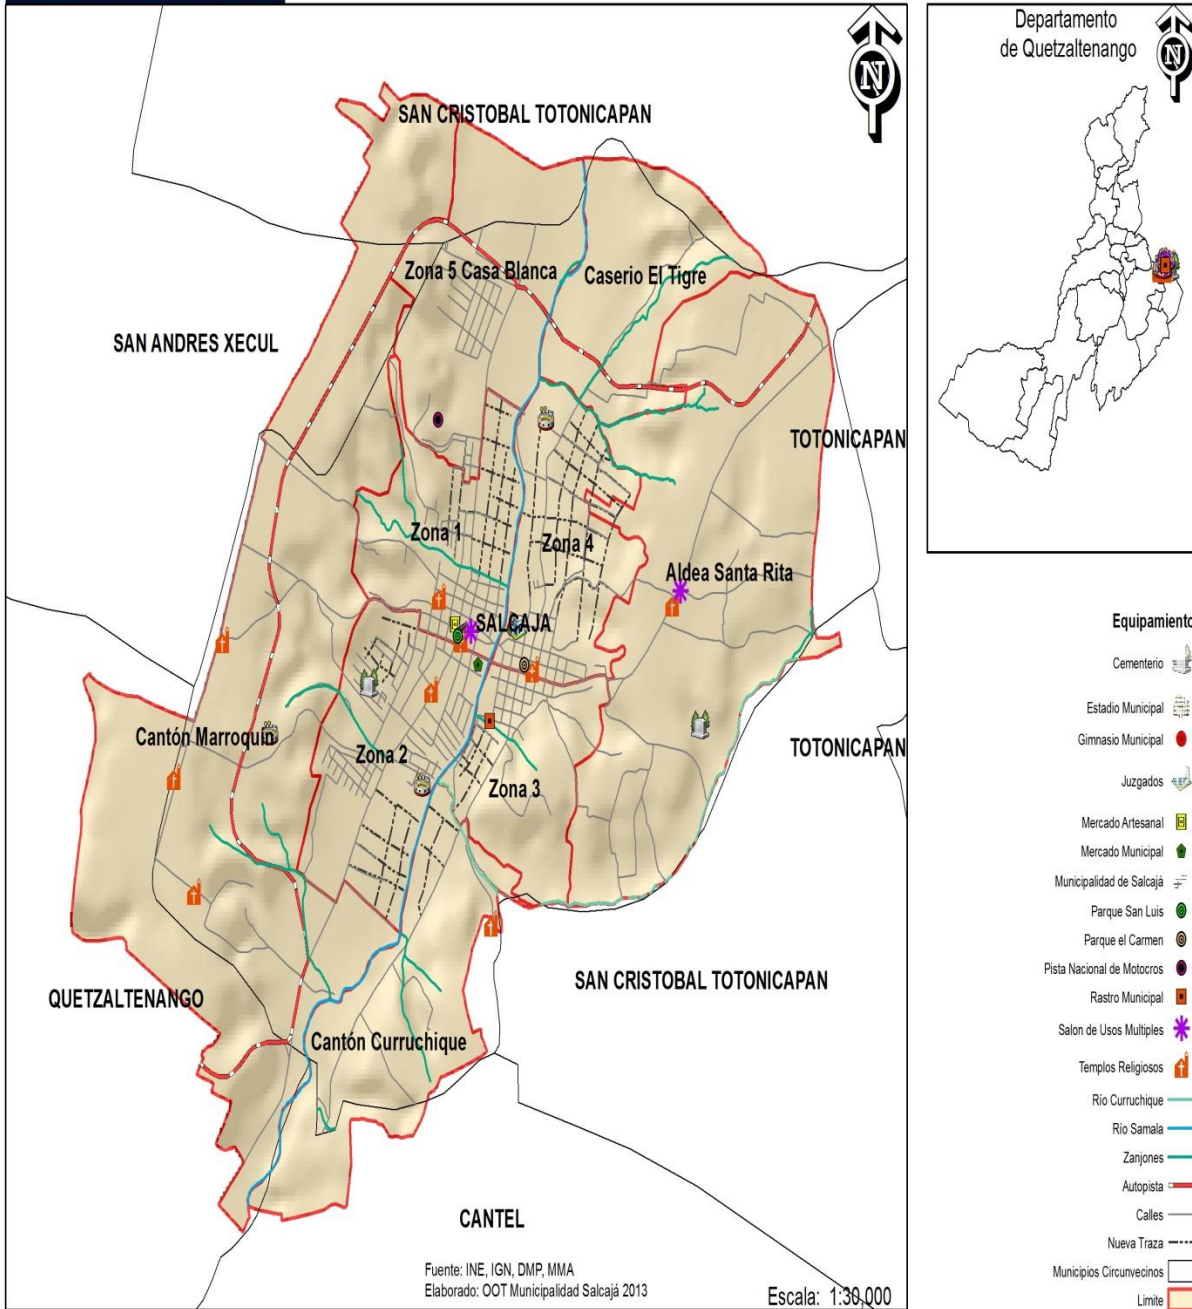 SAN CRISTOBAL TOTONICAPAN
Zona 5 Casa Blanca
Caserio El Tigre
SAN ANDRES XECUL
TOTONICAPAN
Zona 1
Zona 4
Aldea Santa Rita
SALCAJA
Cantón Marroquín
Zona 2
TOTONICAPAN
Zona 3
SAN CRISTOBAL TOTONICAPAN
QUETZALTENANGO
Cantón Curruchique
CANTEL
Fuente: INE, IGN, DMP, MMA
Elaborado: OOT Municipalidad Salcajá 2013
Escala: 1:30,000
N
Departamento
de Quetzaltenango
N
Equipamiento
Cementerio
Estadio Municipal
Gimnasio Municipal
Juzgados
Mercado Artesanal
Mercado Municipal
Municipalidad de Salcajá
Parque San Luis
Parque el Carmen
Pista Nacional de Motocros
Rastro Municipal
Salon de Usos Multiples
Templos Religiosos
Río Curruchique
Río Samala
Zanjones
Autopista
Calles
Nueva Traza
Municipios Circunvecinos
Limite